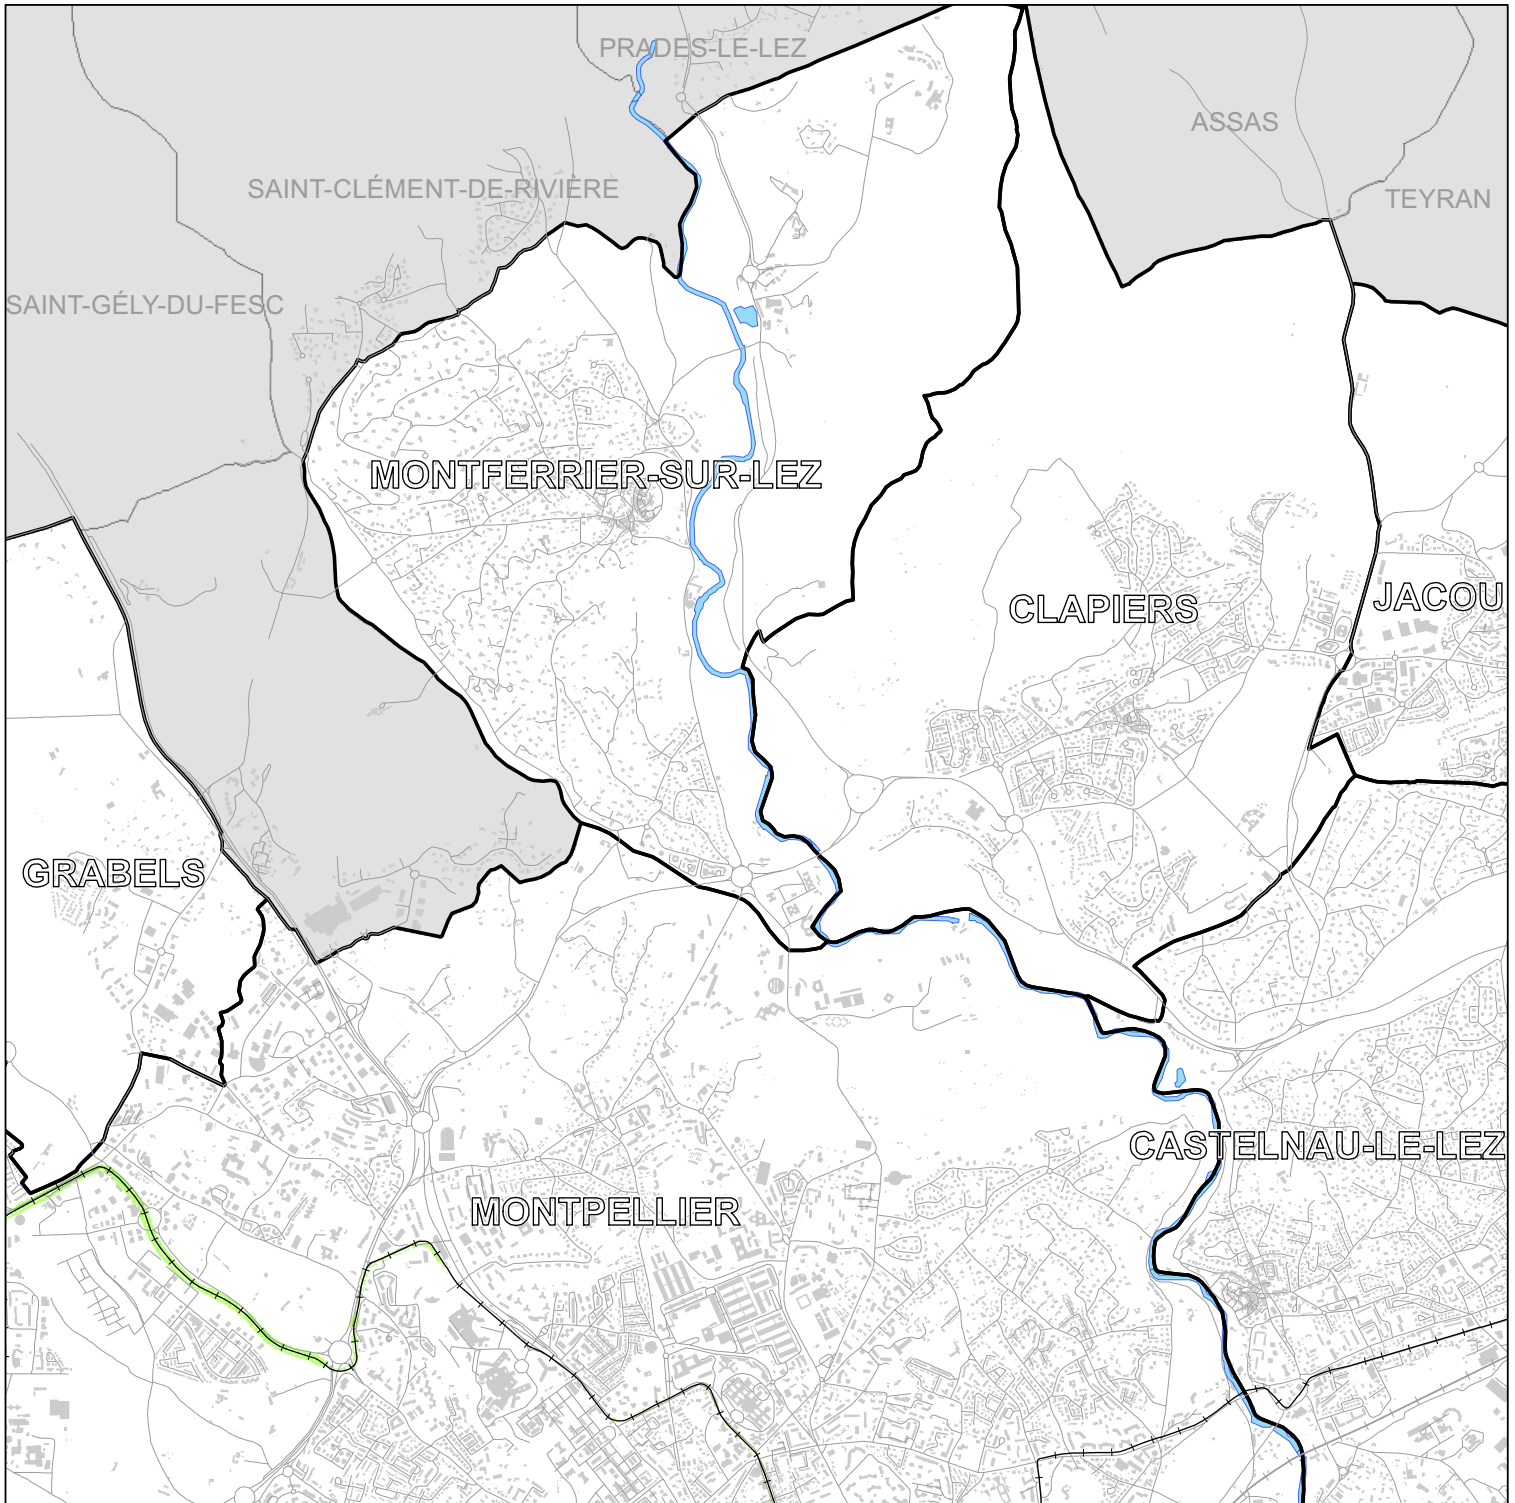 PRADES-LE-LEZ
ASSAS
SAINT-CLÉMENT-DE-RIVIÈRE
TEYRAN
SAINT-GÉLY-DU-FESC
MONTFERRIER-SUR-LEZ
JACOU
CLAPIERS
GRABELS
CASTELNAU-LE-LEZ
MONTPELLIER